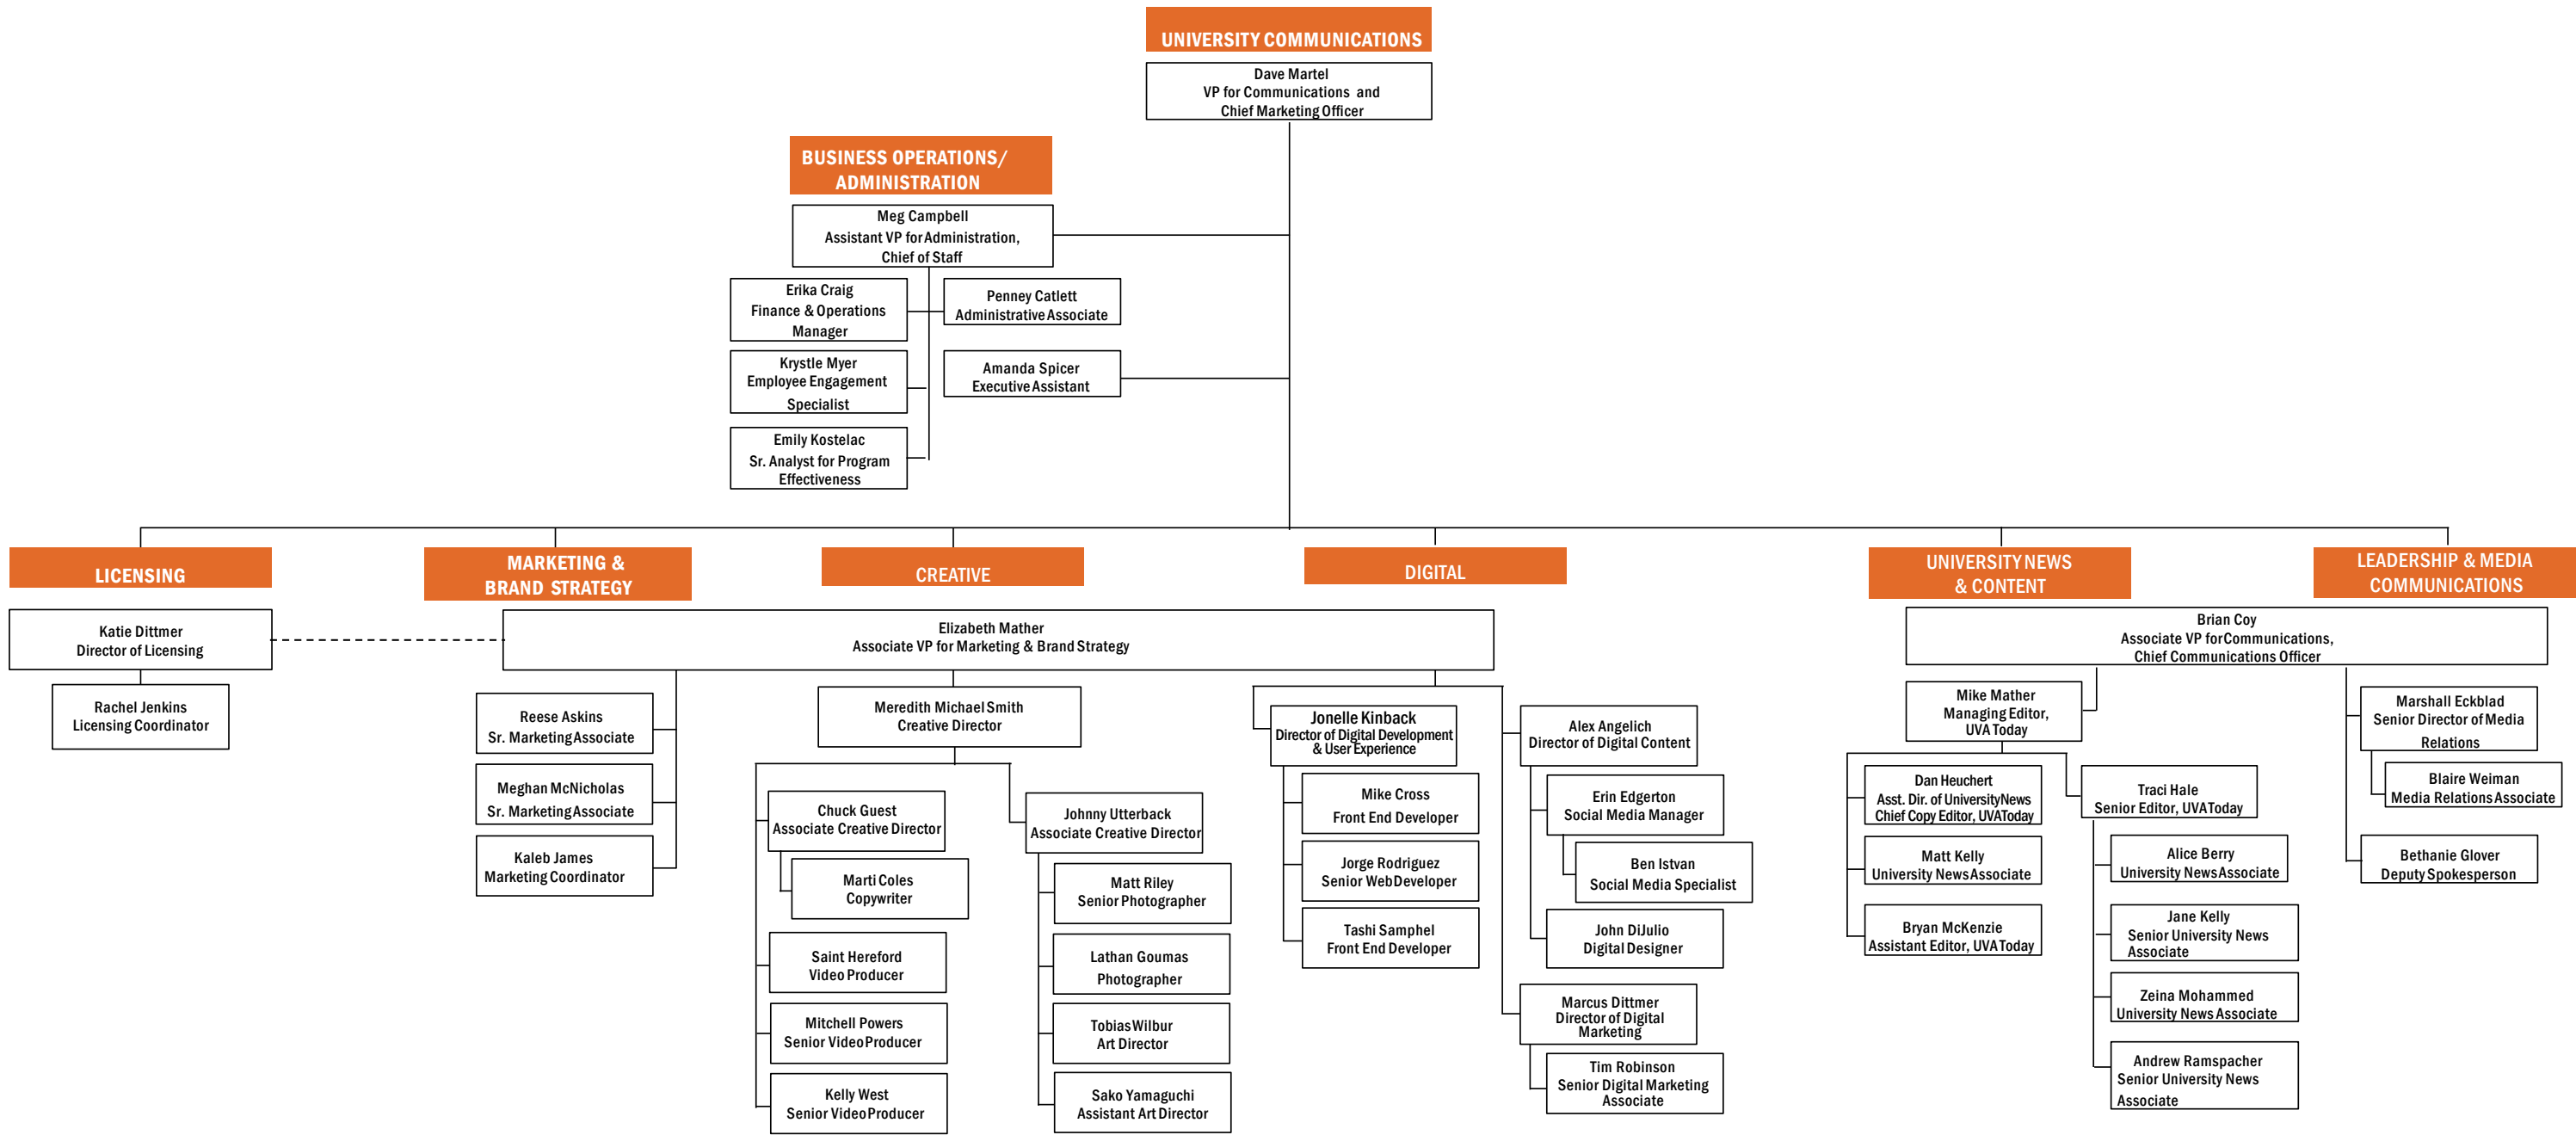 UNIVERSITY COMMUNICATIONS
Dave Martel
VP for Communications and
Chief Marketing Officer
BUSINESS OPERATIONS/
ADMINISTRATION
Meg Campbell
Assistant VP for Administration,
Chief of Staff
Erika Craig
Finance & Operations
Manager
Penney Catlett
Administrative Associate
Krystle Myer
Employee Engagement
Specialist
Amanda Spicer
Executive Assistant
Emily Kostelac
Sr. Analyst for Program
Effectiveness
LICENSING
Katie Dittmer
Director of Licensing
Rachel Jenkins
Licensing Coordinator
MARKETING &
BRAND STRATEGY
CREATIVE
DIGITAL
Elizabeth Mather
Associate VP for Marketing & Brand Strategy
Reese Askins
Sr. Marketing Associate
Meghan McNicholas
Sr. Marketing Associate
Kaleb James
Marketing Coordinator
Meredith Michael Smith
Creative Director
Chuck Guest
Associate Creative Director
Marti Coles
Copywriter
Saint Hereford
Video Producer
Mitchell Powers
Senior Video Producer
Kelly West
Senior Video Producer
Johnny Utterback
Associate Creative Director
Matt Riley
Senior Photographer
Lathan Goumas
Photographer
Tobias Wilbur
Art Director
Sako Yamaguchi
Assistant Art Director
Jonelle Kinback
Director of Digital Development
& User Experience
Mike Cross
Front End Developer
Jorge Rodriguez
Senior Web Developer
Tashi Samphel
Front End Developer
Alex Angelich
Director of Digital Content
Erin Edgerton
Social Media Manager
Ben Istvan
Social Media Specialist
John DiJulio
Digital Designer
Marcus Dittmer
Director of Digital
Marketing
Tim Robinson
Senior Digital Marketing
Associate
UNIVERSITY NEWS
& CONTENT
LEADERSHIP & MEDIA
COMMUNICATIONS
Brian Coy
Associate VP for Communications,
Chief Communications Officer
Mike Mather
Managing Editor,
UVA Today
Dan Heuchert
Asst. Dir. of University News
Chief Copy Editor, UVA Today
Matt Kelly
University News Associate
Bryan McKenzie
Assistant Editor, UVA Today
Traci Hale
Senior Editor, UVA Today
Alice Berry
University News Associate
Jane Kelly
Senior University News
Associate
Zeina Mohammed
University News Associate
Andrew Ramspacher
Senior University News
Associate
Marshall Eckblad
Senior Director of Media
Relations
Blaire Weiman
Media Relations Associate
Bethanie Glover
Deputy Spokesperson